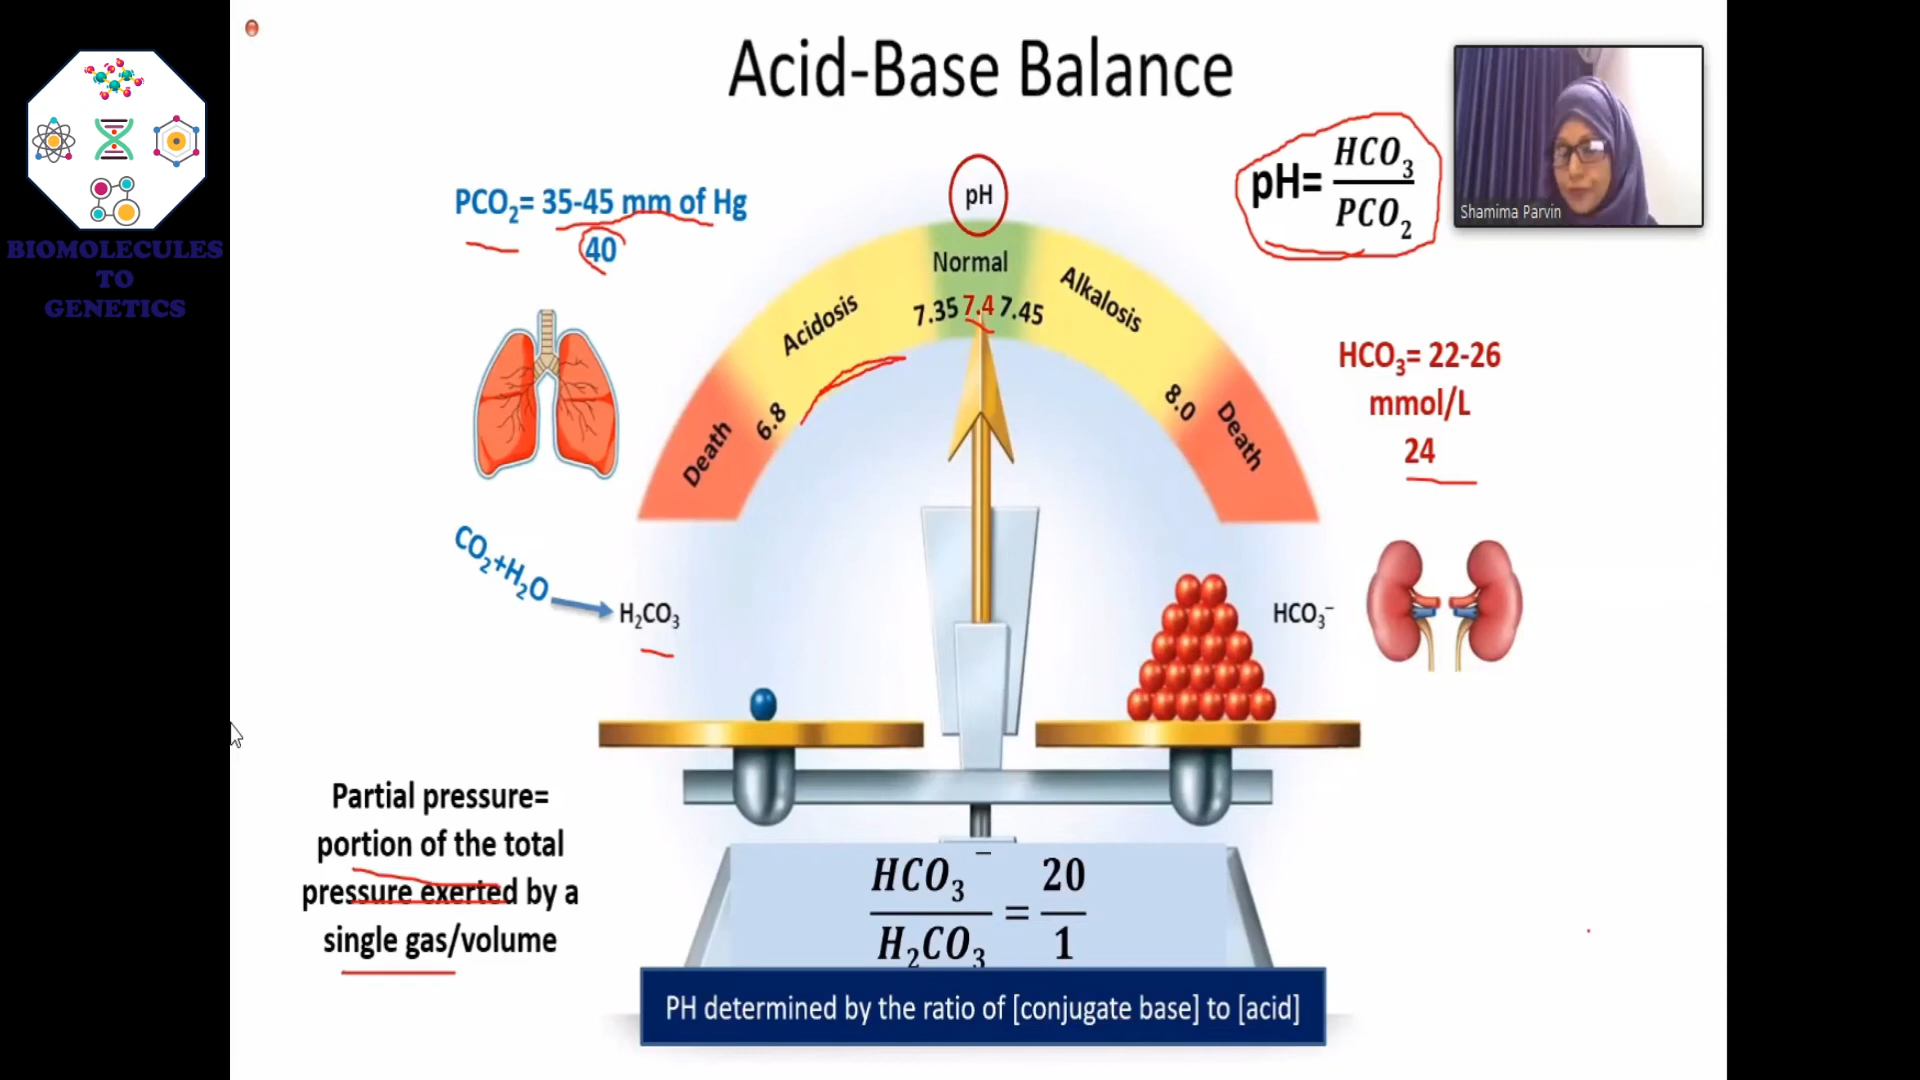 BIOMOLECULES
TO
GENETICS
Acid-Base Balance
PCO₂= 35-45 mm of Hg
40
pH
pH= HCO₃ / PCO₂
Shamima Parvin
Normal
7.35 7.4 7.45
Acidosis
Alkalosis
6.8
8.0
Death
Death
HCO₃= 22-26
mmol/L
24
CO₂+H₂O
H₂CO₃
HCO₃⁻
Partial pressure=
portion of the total
pressure exerted by a
single gas/volume
HCO₃⁻ / H₂CO₃ = 20 / 1
PH determined by the ratio of [conjugate base] to [acid]